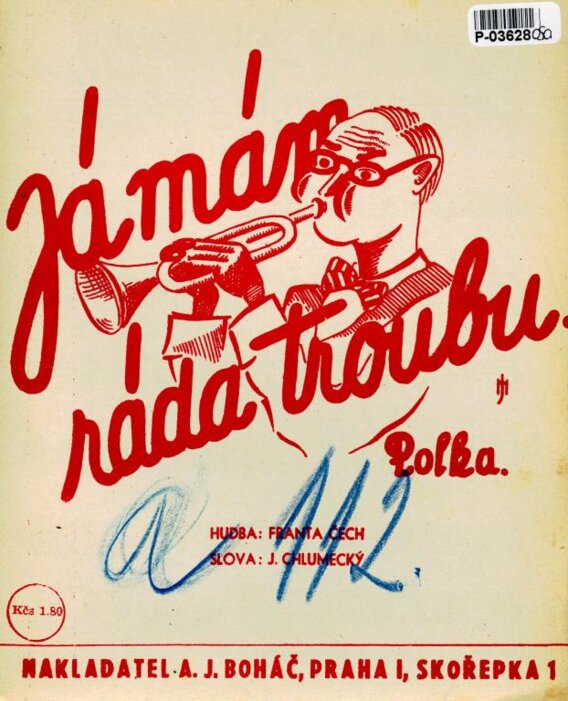 P-03628
Já mám
ráda troubu.
Polka.
HUDBA: FRANTA ČECH
SLOVA: J. CHLUMECKÝ
a 112.
Kčs 1.80
NAKLADATEL A. J. BOHÁČ, PRAHA I, SKOŘEPKA 1